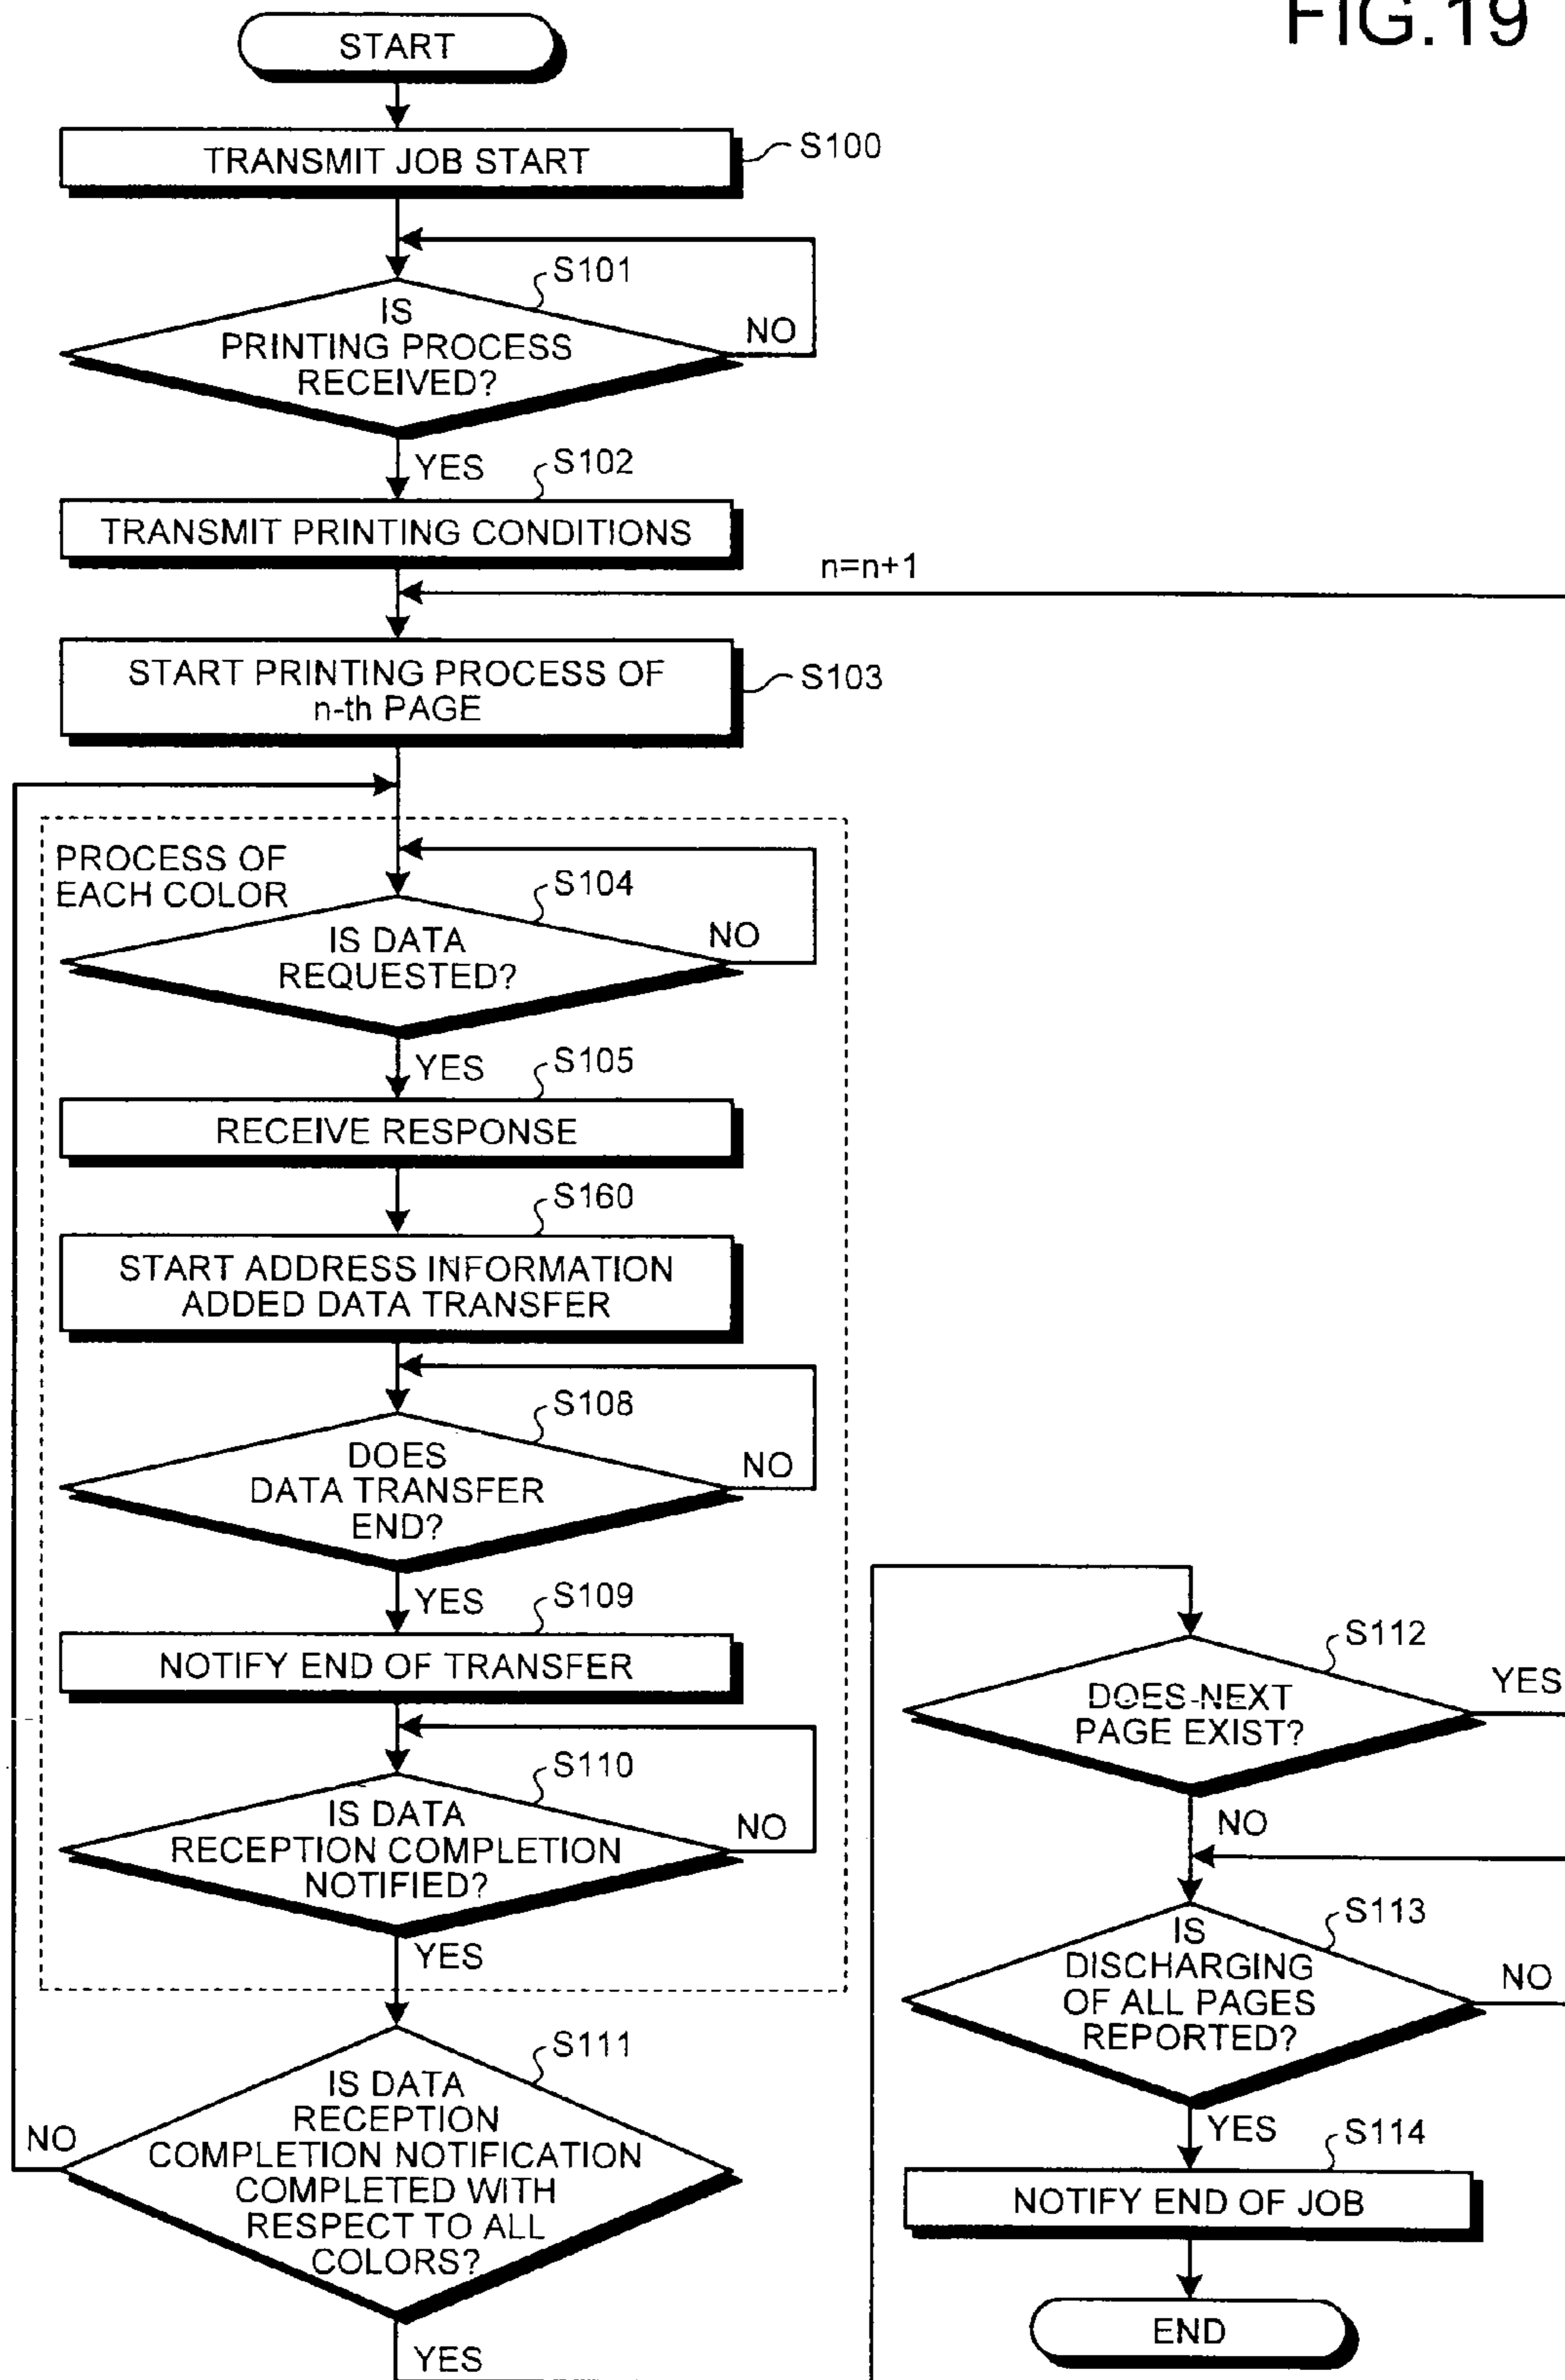 FIG.19
START
TRANSMIT JOB START
S100
S101
IS
PRINTING PROCESS
RECEIVED?
NO
YES
S102
TRANSMIT PRINTING CONDITIONS
n=n+1
START PRINTING PROCESS OF
n-th PAGE
S103
PROCESS OF
EACH COLOR
S104
IS DATA
REQUESTED?
NO
YES
S105
RECEIVE RESPONSE
S160
START ADDRESS INFORMATION
ADDED DATA TRANSFER
S108
DOES
DATA TRANSFER
END?
NO
YES
S109
NOTIFY END OF TRANSFER
S110
IS DATA
RECEPTION COMPLETION
NOTIFIED?
NO
YES
S111
IS DATA
RECEPTION
COMPLETION NOTIFICATION
COMPLETED WITH
RESPECT TO ALL
COLORS?
NO
YES
S112
DOES NEXT
PAGE EXIST?
YES
NO
S113
IS
DISCHARGING
OF ALL PAGES
REPORTED?
NO
YES
S114
NOTIFY END OF JOB
END